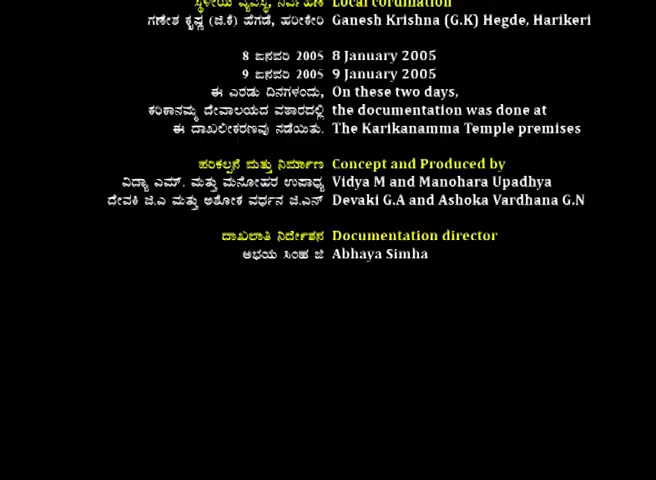 ಸ್ಥಳೀಯ ವ್ಯವಸ್ಥೆ, ನಿರ್ವಹಣೆ Local cordination
ಗಣೇಶ ಕೃಷ್ಣ (ಜಿ.ಕೆ) ಹೆಗಡೆ, ಹರೀಕೇರಿ Ganesh Krishna (G.K) Hegde, Harikeri
8 ಜನವರಿ 2005 8 January 2005
9 ಜನವರಿ 2005 9 January 2005
ಈ ಎರಡು ದಿನಗಳಂದು, On these two days,
ಕರಿಕಾನಮ್ಮ ದೇವಾಲಯದ ವಠಾರದಲ್ಲಿ the documentation was done at
ಈ ದಾಖಲೀಕರಣವು ನಡೆಯಿತು. The Karikanamma Temple premises
ಪರಿಕಲ್ಪನೆ ಮತ್ತು ನಿರ್ಮಾಣ Concept and Produced by
ವಿದ್ಯಾ ಎಮ್. ಮತ್ತು ಮನೋಹರ ಉಪಾಧ್ಯ Vidya M and Manohara Upadhya
ದೇವಕಿ ಜಿ.ಎ ಮತ್ತು ಅಶೋಕ ವರ್ಧನ ಜಿ.ಎನ್ Devaki G.A and Ashoka Vardhana G.N
ದಾಖಲಾತಿ ನಿರ್ದೇಶನ Documentation director
ಅಭಯ ಸಿಂಹ ಜಿ Abhaya Simha